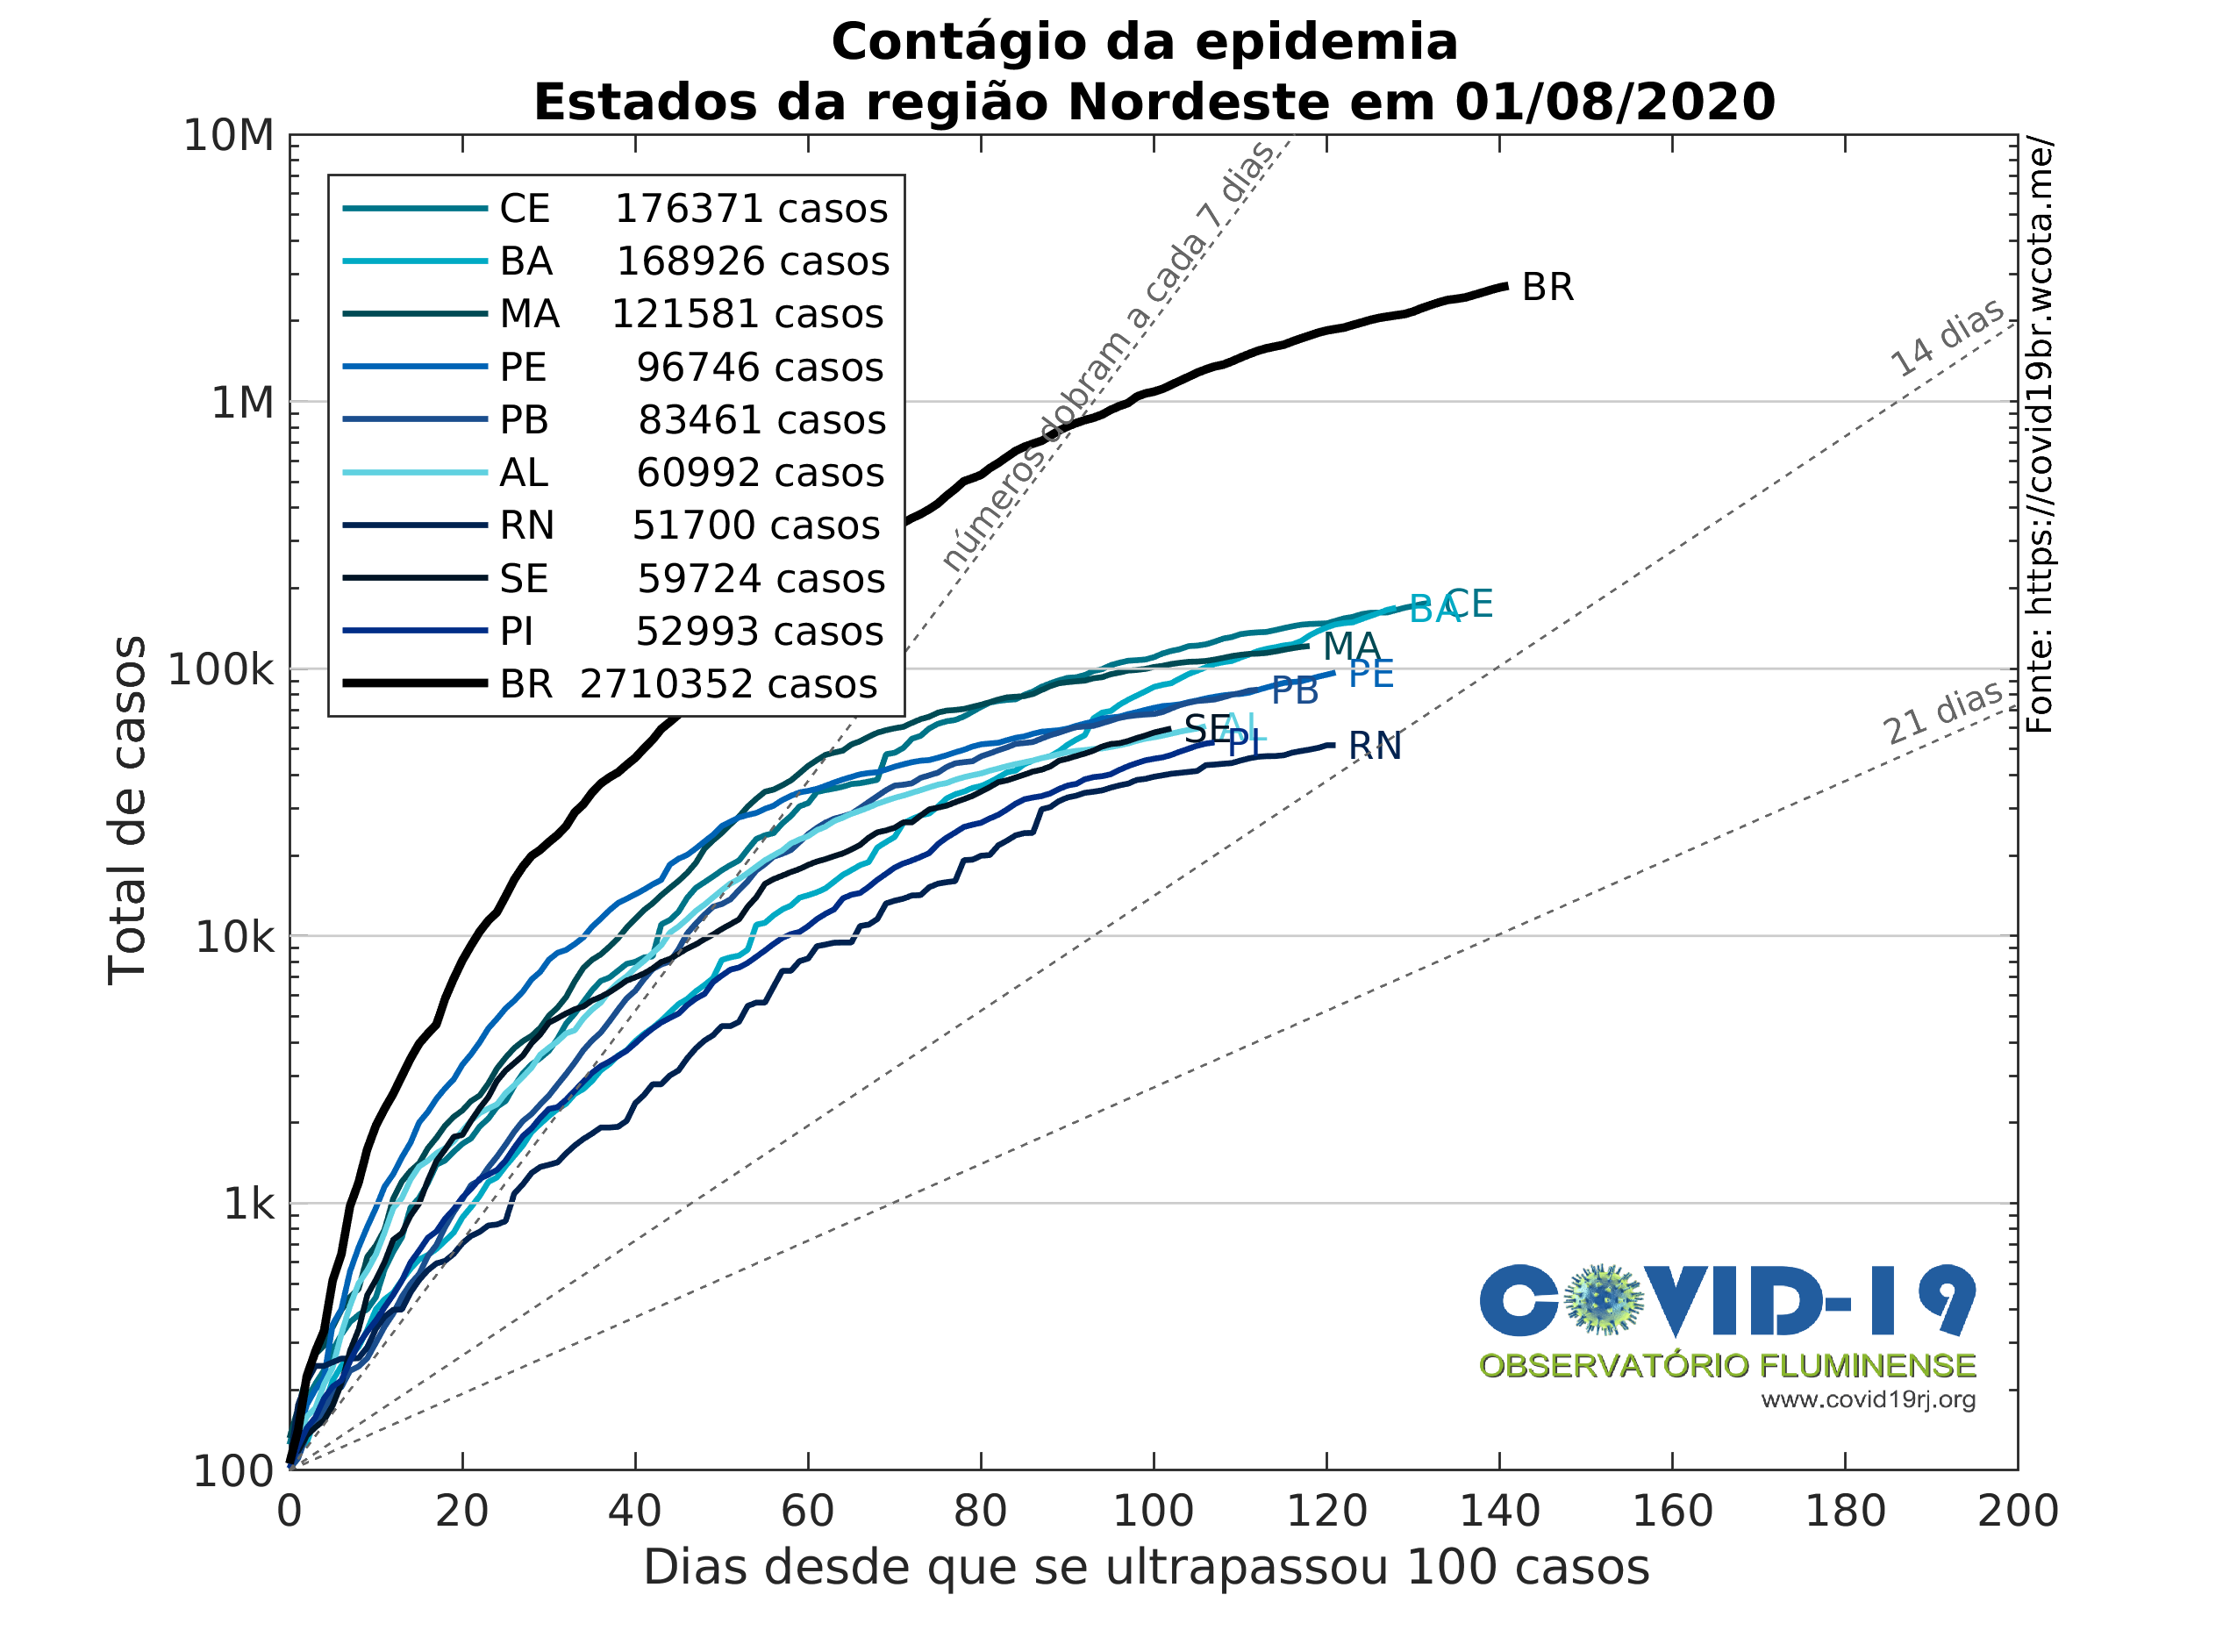 Contágio da epidemia
Estados da região Nordeste em 01/08/2020
10M
1M
100k
10k
1k
100
Total de casos
CE 176371 casos
BA 168926 casos
MA 121581 casos
PE 96746 casos
PB 83461 casos
AL 60992 casos
RN 51700 casos
SE 59724 casos
PI 52993 casos
BR 2710352 casos
números dobram a cada 7 dias
14 dias
21 dias
BR
CE
BA
MA
PE
PB
AL
SE
PI
RN
Fonte: https://covid19br.wcota.me/
COVID-19
OBSERVATÓRIO FLUMINENSE
www.covid19rj.org
0 20 40 60 80 100 120 140 160 180 200
Dias desde que se ultrapassou 100 casos